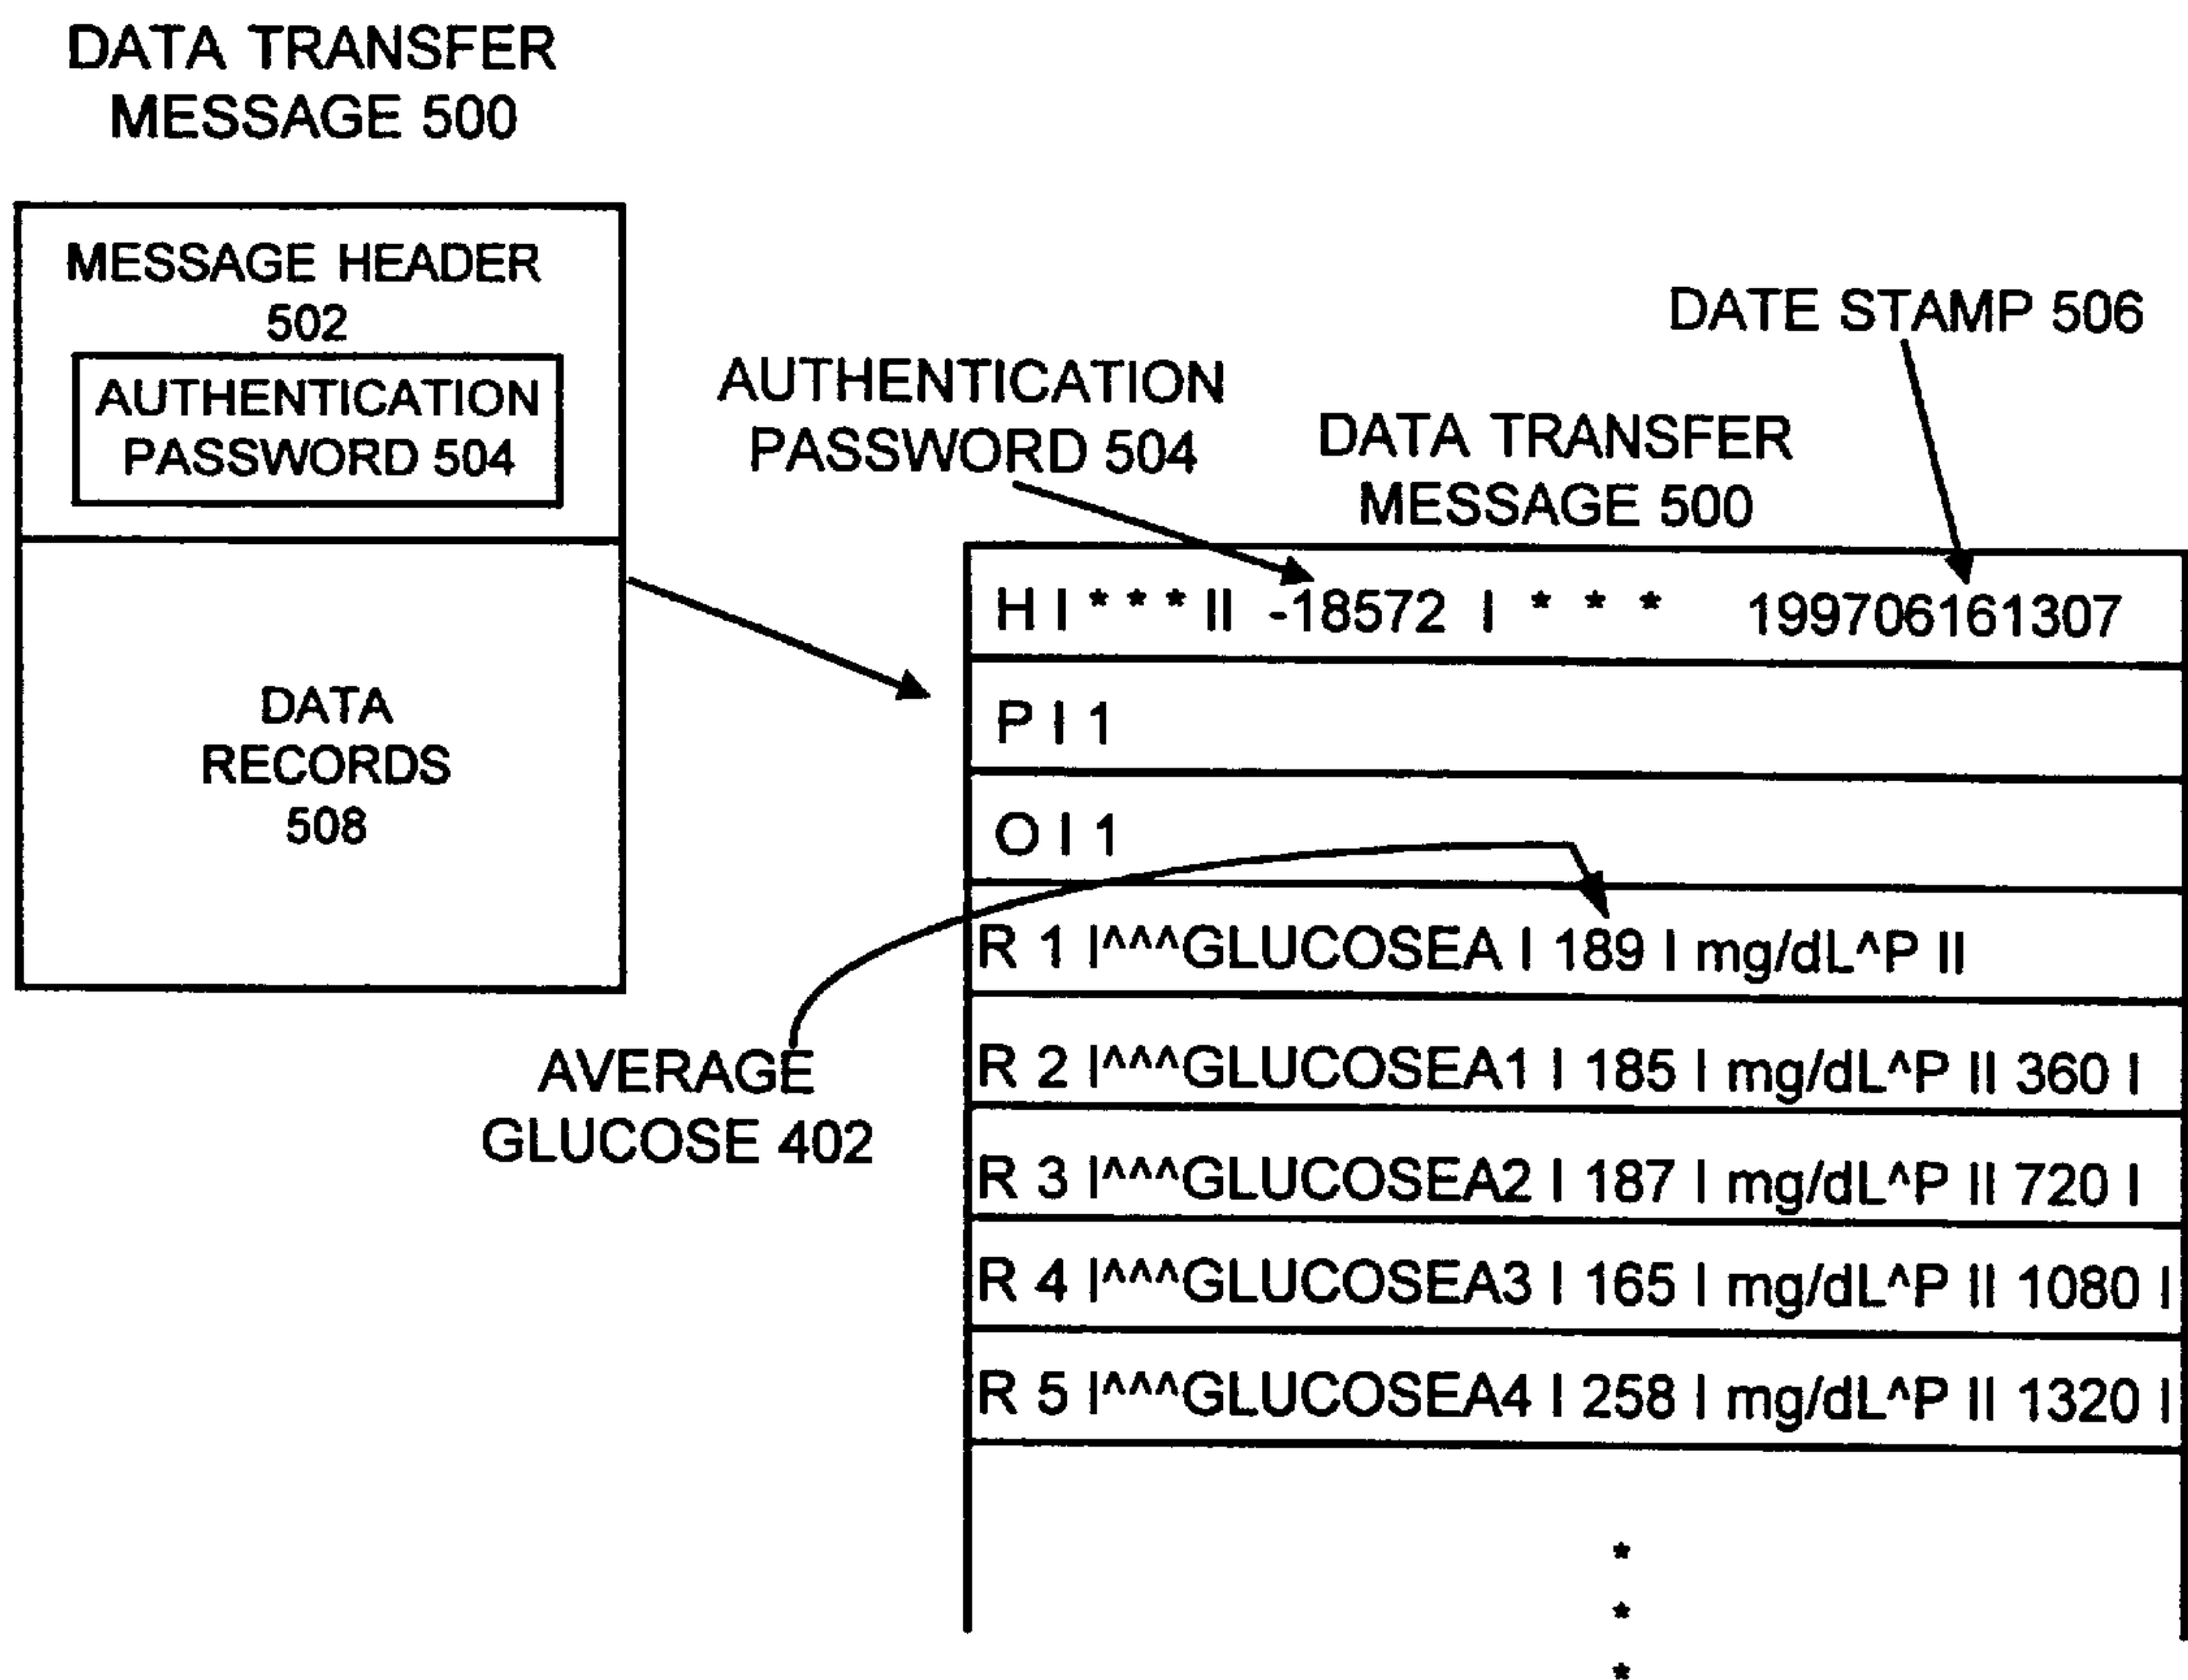 DATA TRANSFER
MESSAGE 500
MESSAGE HEADER
502
AUTHENTICATION
PASSWORD 504
DATA
RECORDS
508
DATE STAMP 506
AUTHENTICATION
PASSWORD 504
DATA TRANSFER
MESSAGE 500
H I * * * II -18572 I * * * 199706161307
P I 1
O I 1
R 1 I^^^GLUCOSEA I 189 I mg/dL^P II
R 2 I^^^GLUCOSEA1 I 185 I mg/dL^P II 360 I
R 3 I^^^GLUCOSEA2 I 187 I mg/dL^P II 720 I
R 4 I^^^GLUCOSEA3 I 165 I mg/dL^P II 1080 I
R 5 I^^^GLUCOSEA4 I 258 I mg/dL^P II 1320 I
*
*
*
AVERAGE
GLUCOSE 402